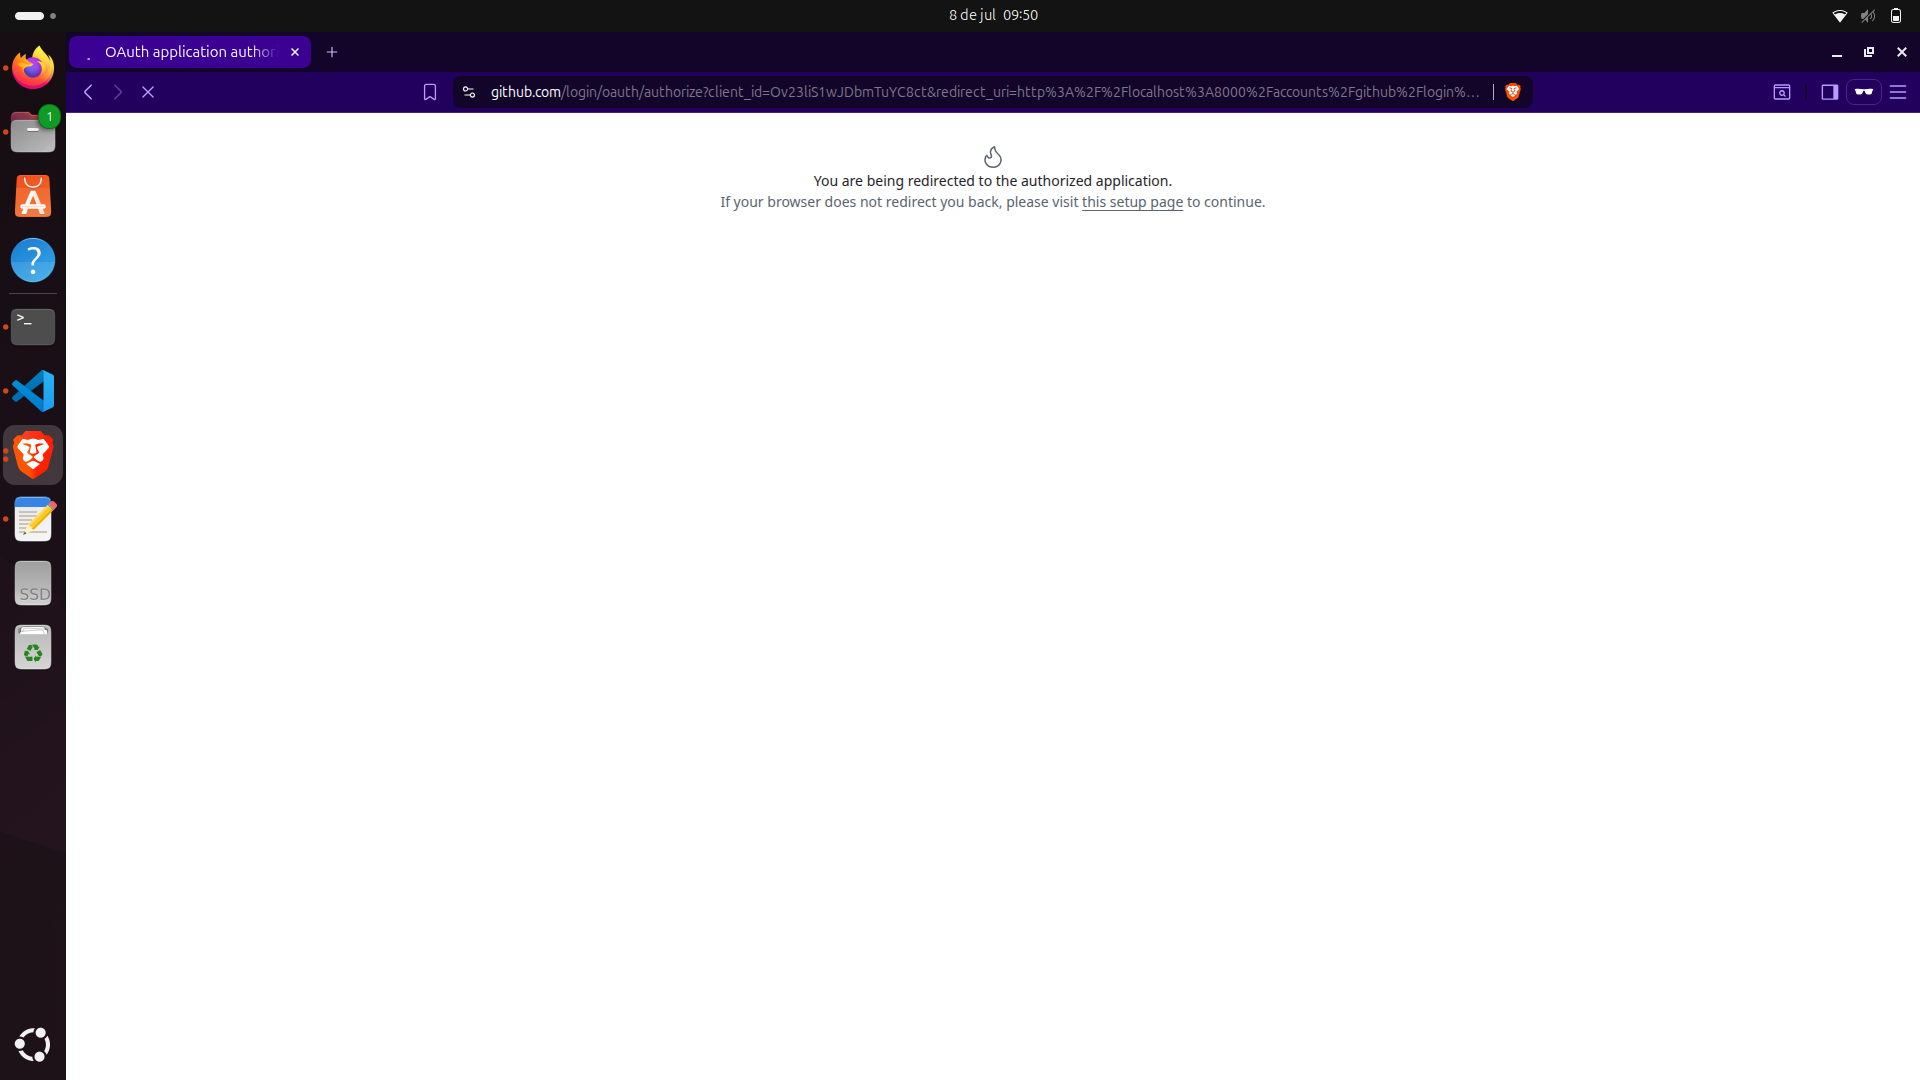 8 de jul 09:50
OAuth application author
github.com/login/oauth/authorize?client_id=Ov23liS1wJDbmTuYC8ct&redirect_uri=http%3A%2F%2Flocalhost%3A8000%2Faccounts%2Fgithub%2Flogin%...
1
You are being redirected to the authorized application.
If your browser does not redirect you back, please visit this setup page to continue.
A
?
>_
SSD